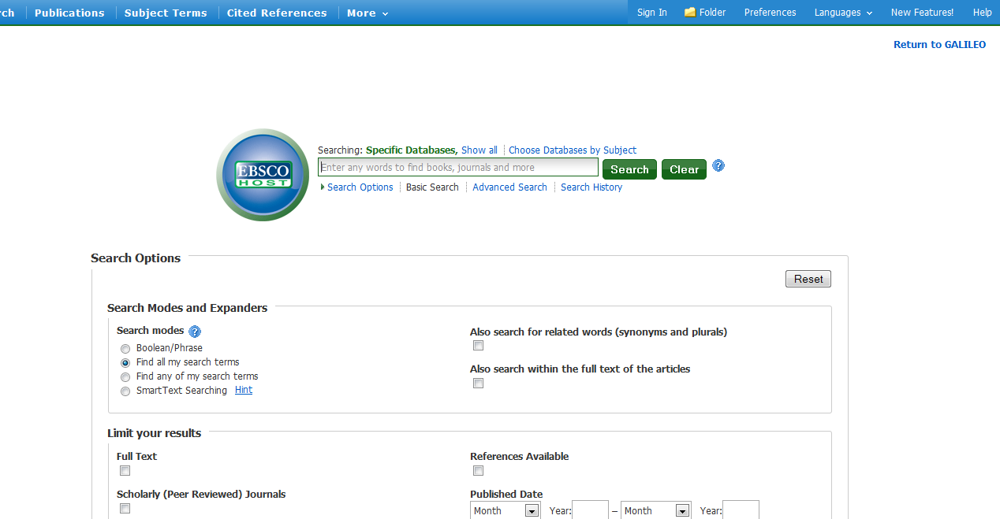 Publications Subject Terms Cited References More Sign In Folder Preferences Languages New Features! Help
Return to GALILEO
Searching: Specific Databases, Show all Choose Databases by Subject
EBSCO
HOST
Enter any words to find books, journals and more Search Clear ?
Search Options Basic Search Advanced Search Search History
Search Options
Reset
Search Modes and Expanders
Search modes ?
Boolean/Phrase
Find all my search terms
Find any of my search terms
SmartText Searching Hint
Also search for related words (synonyms and plurals)
Also search within the full text of the articles
Limit your results
Full Text
References Available
Scholarly (Peer Reviewed) Journals
Published Date
Month Year: – Month Year: